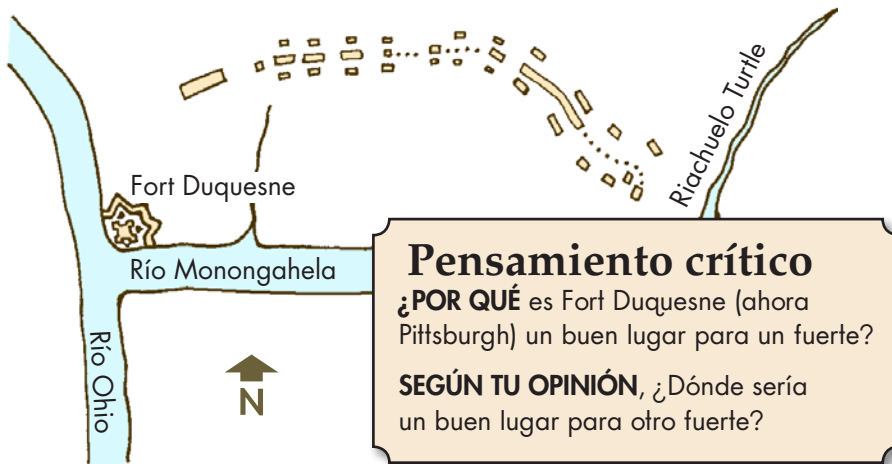 Fort Duquesne
Río Monongahela
Río Ohio
N
Riachuelo Turtle
Pensamiento crítico
¿POR QUÉ es Fort Duquesne (ahora
Pittsburgh) un buen lugar para un fuerte?
SEGÚN TU OPINIÓN, ¿Dónde sería
un buen lugar para otro fuerte?